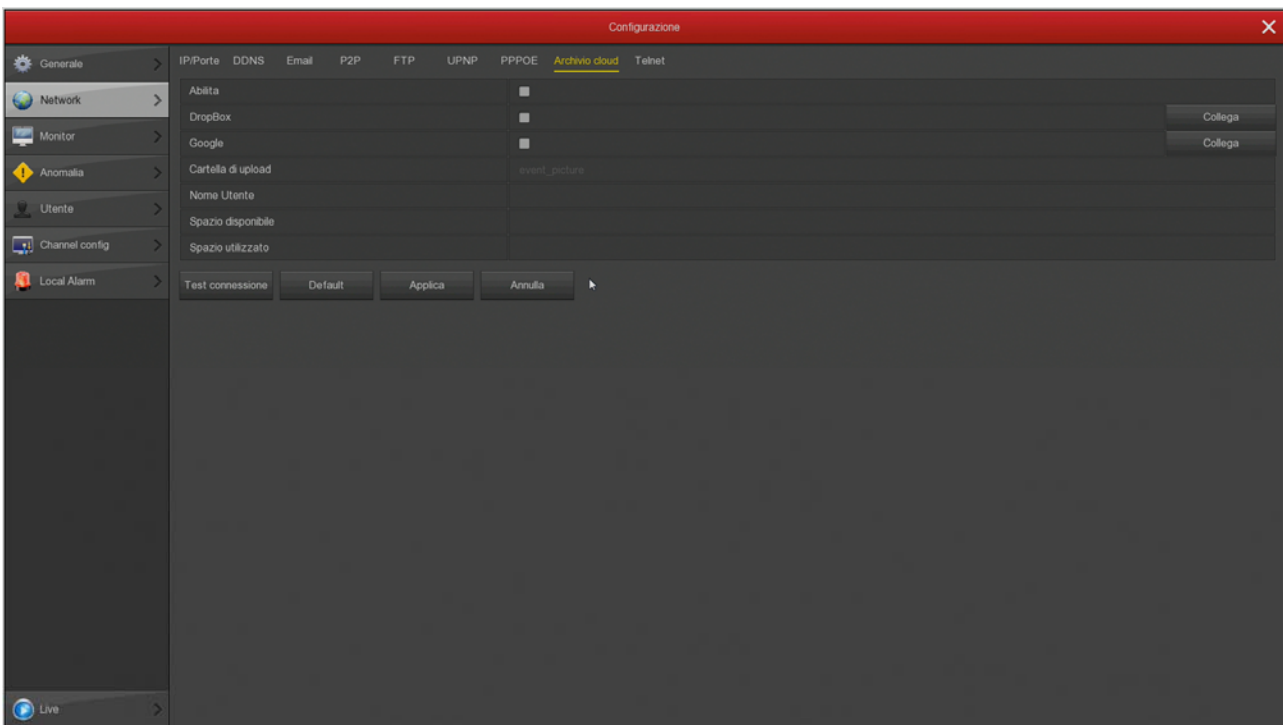 Configurazione
Generale
Network
Monitor
Anomalia
Utente
Channel config
Local Alarm
Live
IP/Porte DDNS Email P2P FTP UPNP PPPOE Archivio cloud Telnet
Abilita
DropBox Collega
Google Collega
Cartella di upload event_picture
Nome Utente
Spazio disponibile
Spazio utilizzato
Test connessione Default Applica Annulla